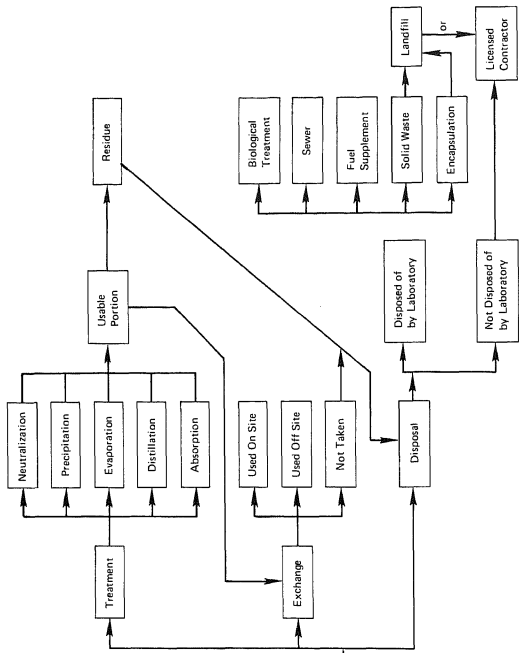 Treatment
Neutralization
Precipitation
Evaporation
Distillation
Absorption
Usable
Portion
Residue
Exchange
Used On Site
Used Off Site
Not Taken
Disposal
Disposed of
by Laboratory
Not Disposed of
by Laboratory
Biological
Treatment
Sewer
Fuel
Supplement
Solid Waste
Encapsulation
Landfill
or
Licensed
Contractor